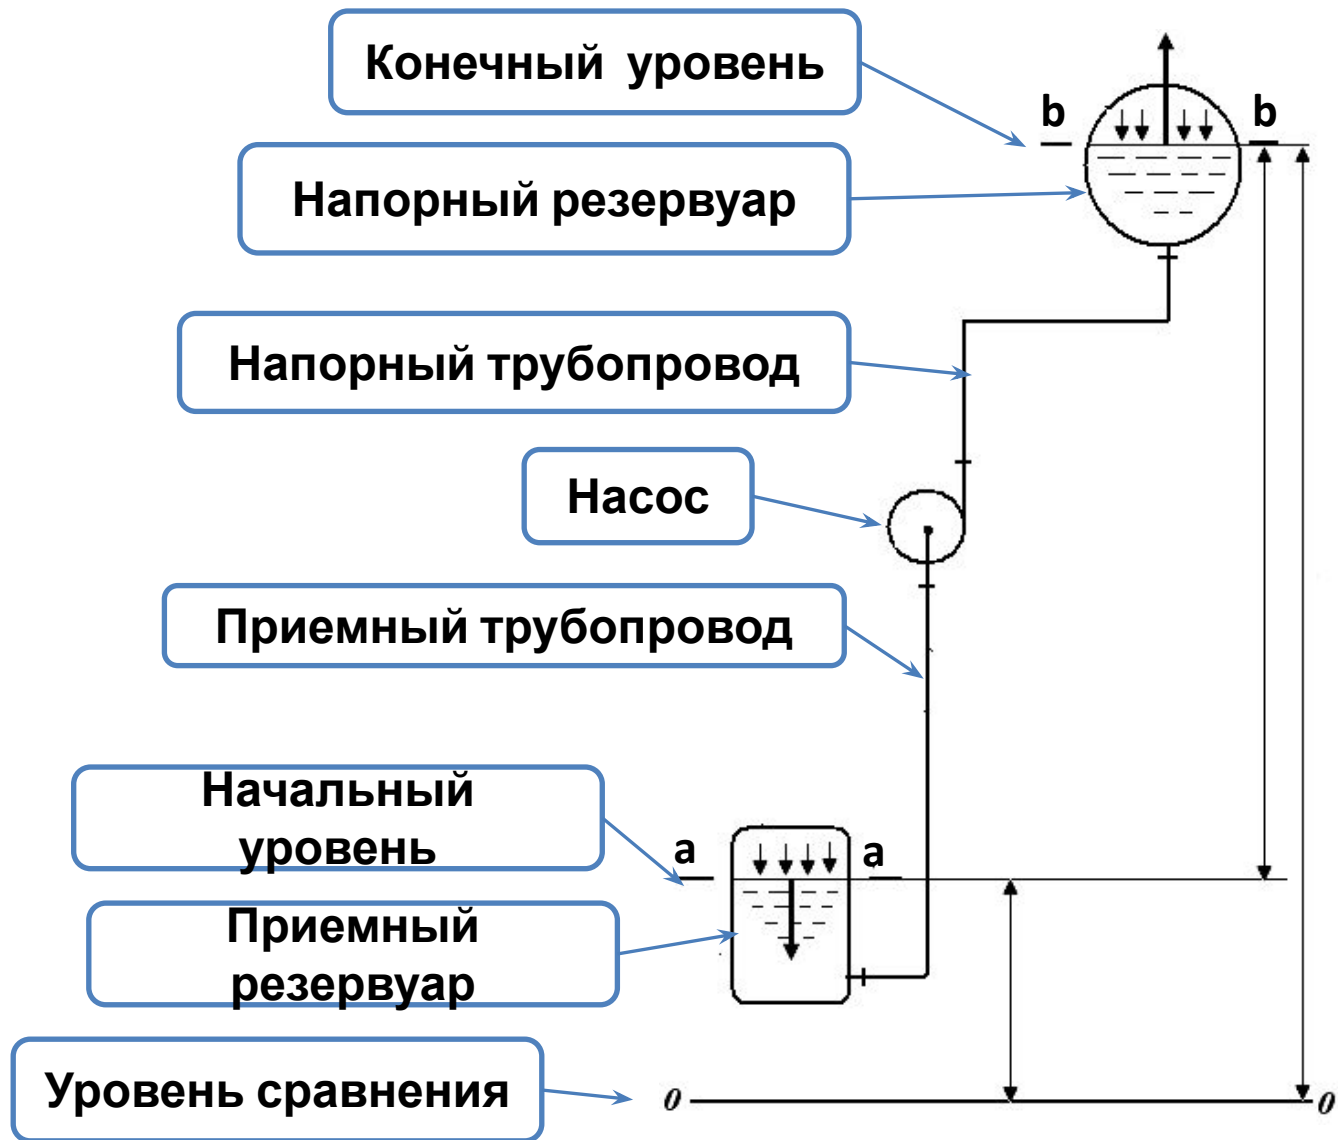 Конечный уровень
b b
Напорный резервуар
Напорный трубопровод
Насос
Приемный трубопровод
Начальный
уровень
a a
Приемный
резервуар
Уровень сравнения
0 0